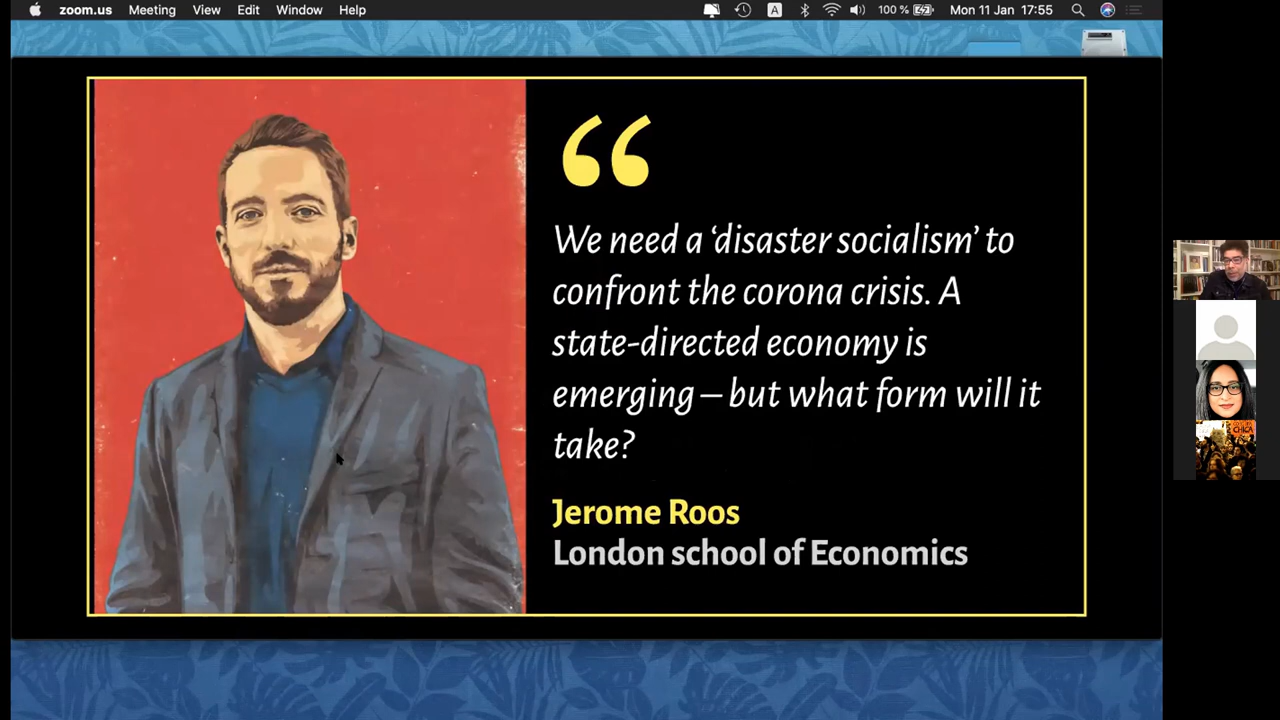 zoom.us Meeting View Edit Window Help A 100 % Mon 11 Jan 17:55
“
We need a ‘disaster socialism’ to
confront the corona crisis. A
state-directed economy is
emerging – but what form will it
take?
Jerome Roos
London school of Economics
CHICA